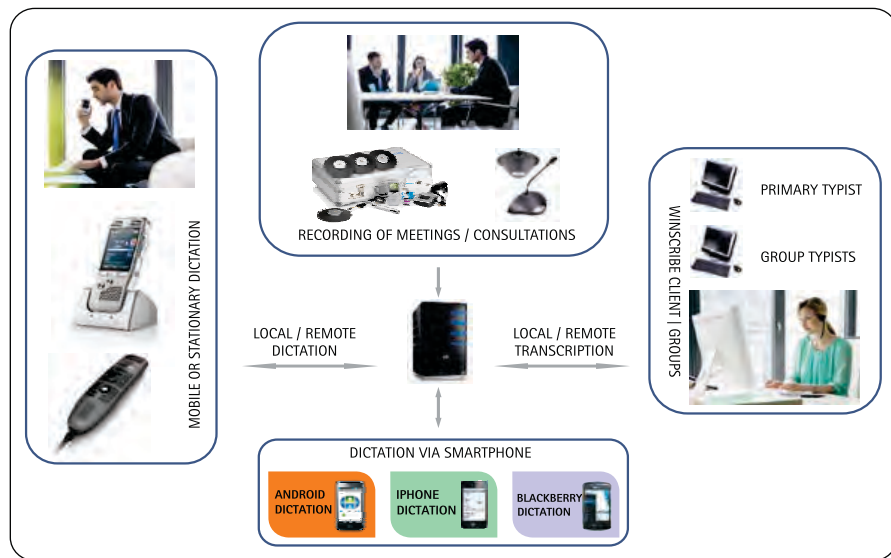 MOBILE OR STATIONARY DICTATION
RECORDING OF MEETINGS / CONSULTATIONS
LOCAL / REMOTE
DICTATION
LOCAL / REMOTE
TRANSCRIPTION
WINSCRIBE CLIENT | GROUPS
PRIMARY TYPIST
GROUP TYPISTS
DICTATION VIA SMARTPHONE
ANDROID
DICTATION
IPHONE
DICTATION
BLACKBERRY
DICTATION